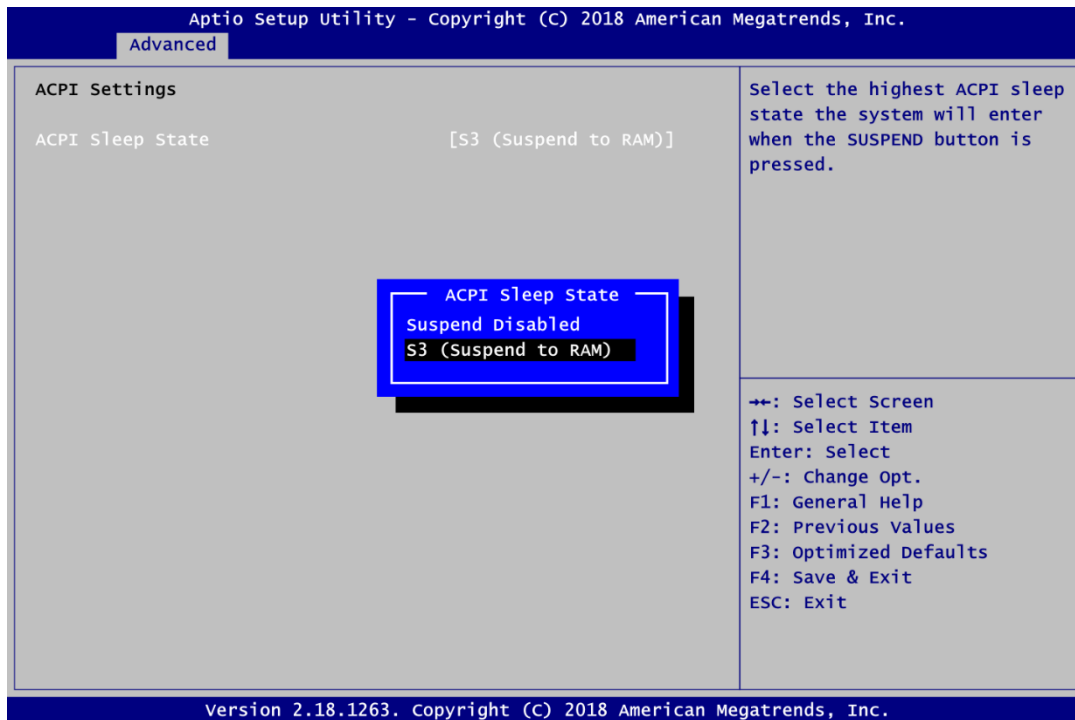 Aptio Setup Utility - Copyright (C) 2018 American Megatrends, Inc.
Advanced
ACPI Settings
ACPI Sleep State [S3 (Suspend to RAM)]
ACPI Sleep State
Suspend Disabled
S3 (Suspend to RAM)
Select the highest ACPI sleep
state the system will enter
when the SUSPEND button is
pressed.
→←: Select Screen
↑↓: Select Item
Enter: Select
+/-: Change Opt.
F1: General Help
F2: Previous Values
F3: Optimized Defaults
F4: Save & Exit
ESC: Exit
Version 2.18.1263. Copyright (C) 2018 American Megatrends, Inc.